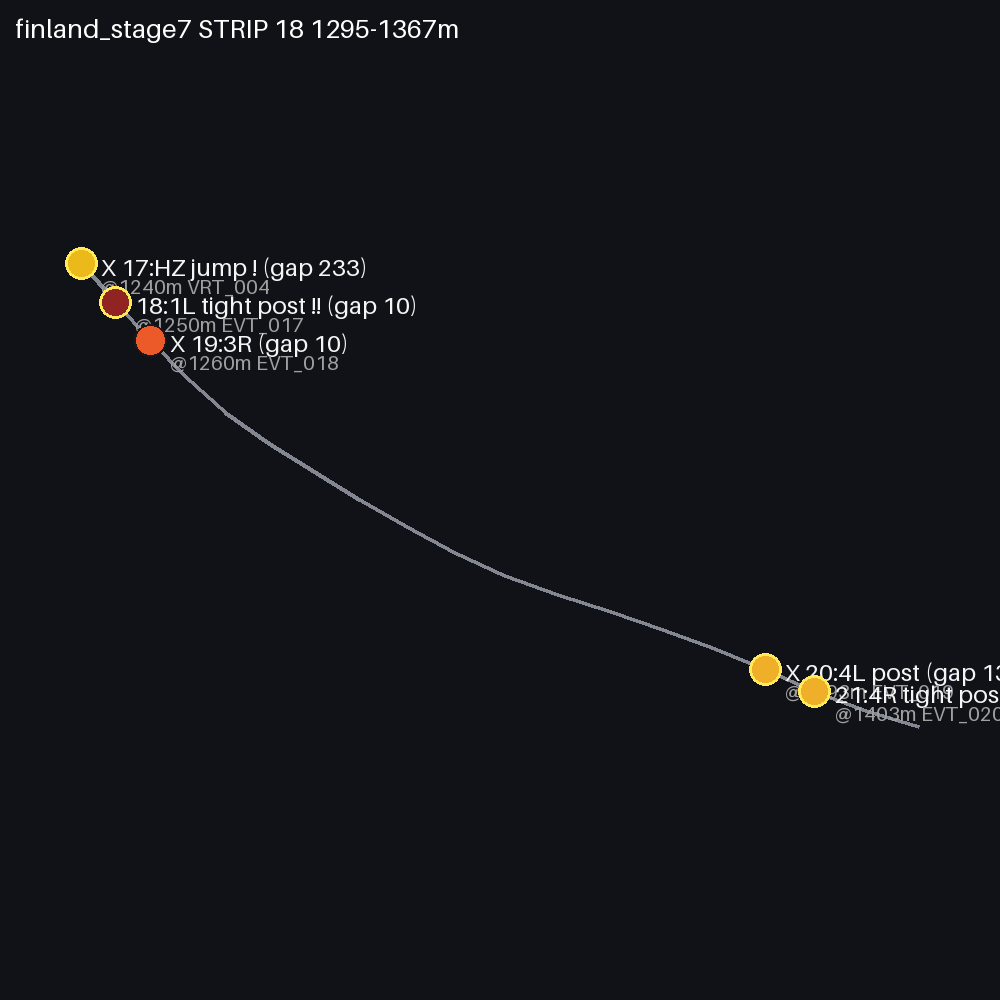 finland_stage7 STRIP 18 1295-1367m
X 17:HZ jump ! (gap 233)
@1240m VRT_004
18:1L tight post !! (gap 10)
@1250m EVT_017
X 19:3R (gap 10)
@1260m EVT_018
X 20:4L post (gap 13
21:4R tight pos
@1403m EVT_020